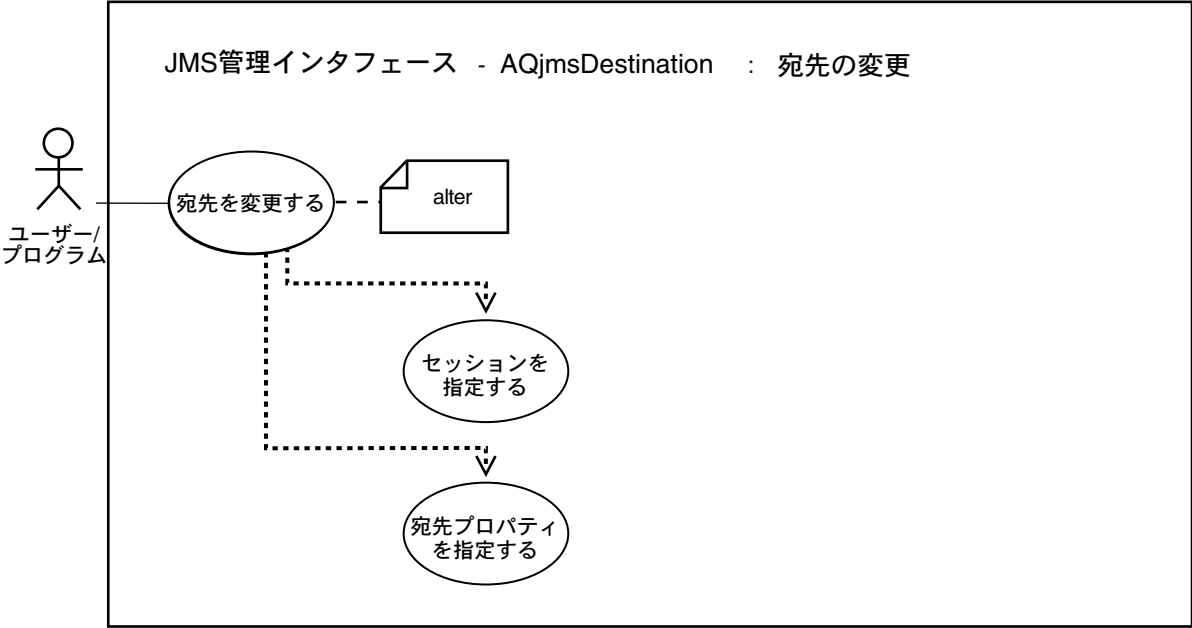 JMS管理インタフェース - AQjmsDestination : 宛先の変更
宛先を変更する
alter
ユーザー/
プログラム
セッションを
指定する
宛先プロパティ
を指定する